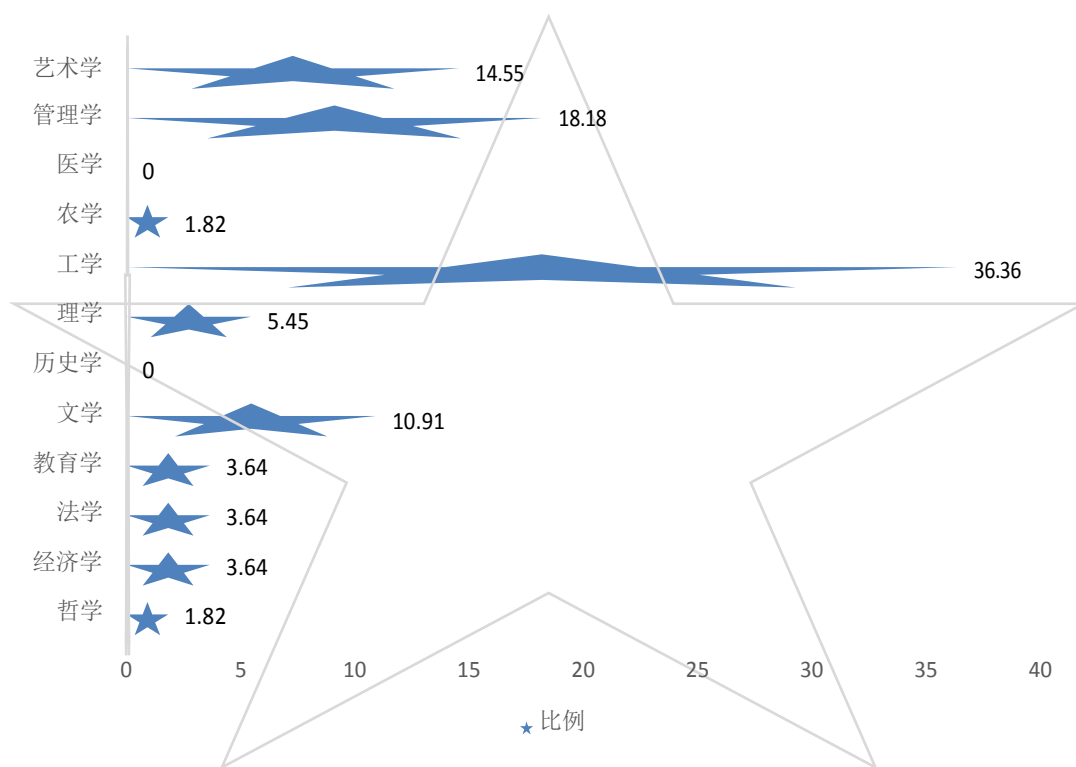 艺术学 14.55
管理学 18.18
医学 0
农学 1.82
工学 36.36
理学 5.45
历史学 0
文学 10.91
教育学 3.64
法学 3.64
经济学 3.64
哲学 1.82
0 5 10 15 20 25 30 35 40
比例